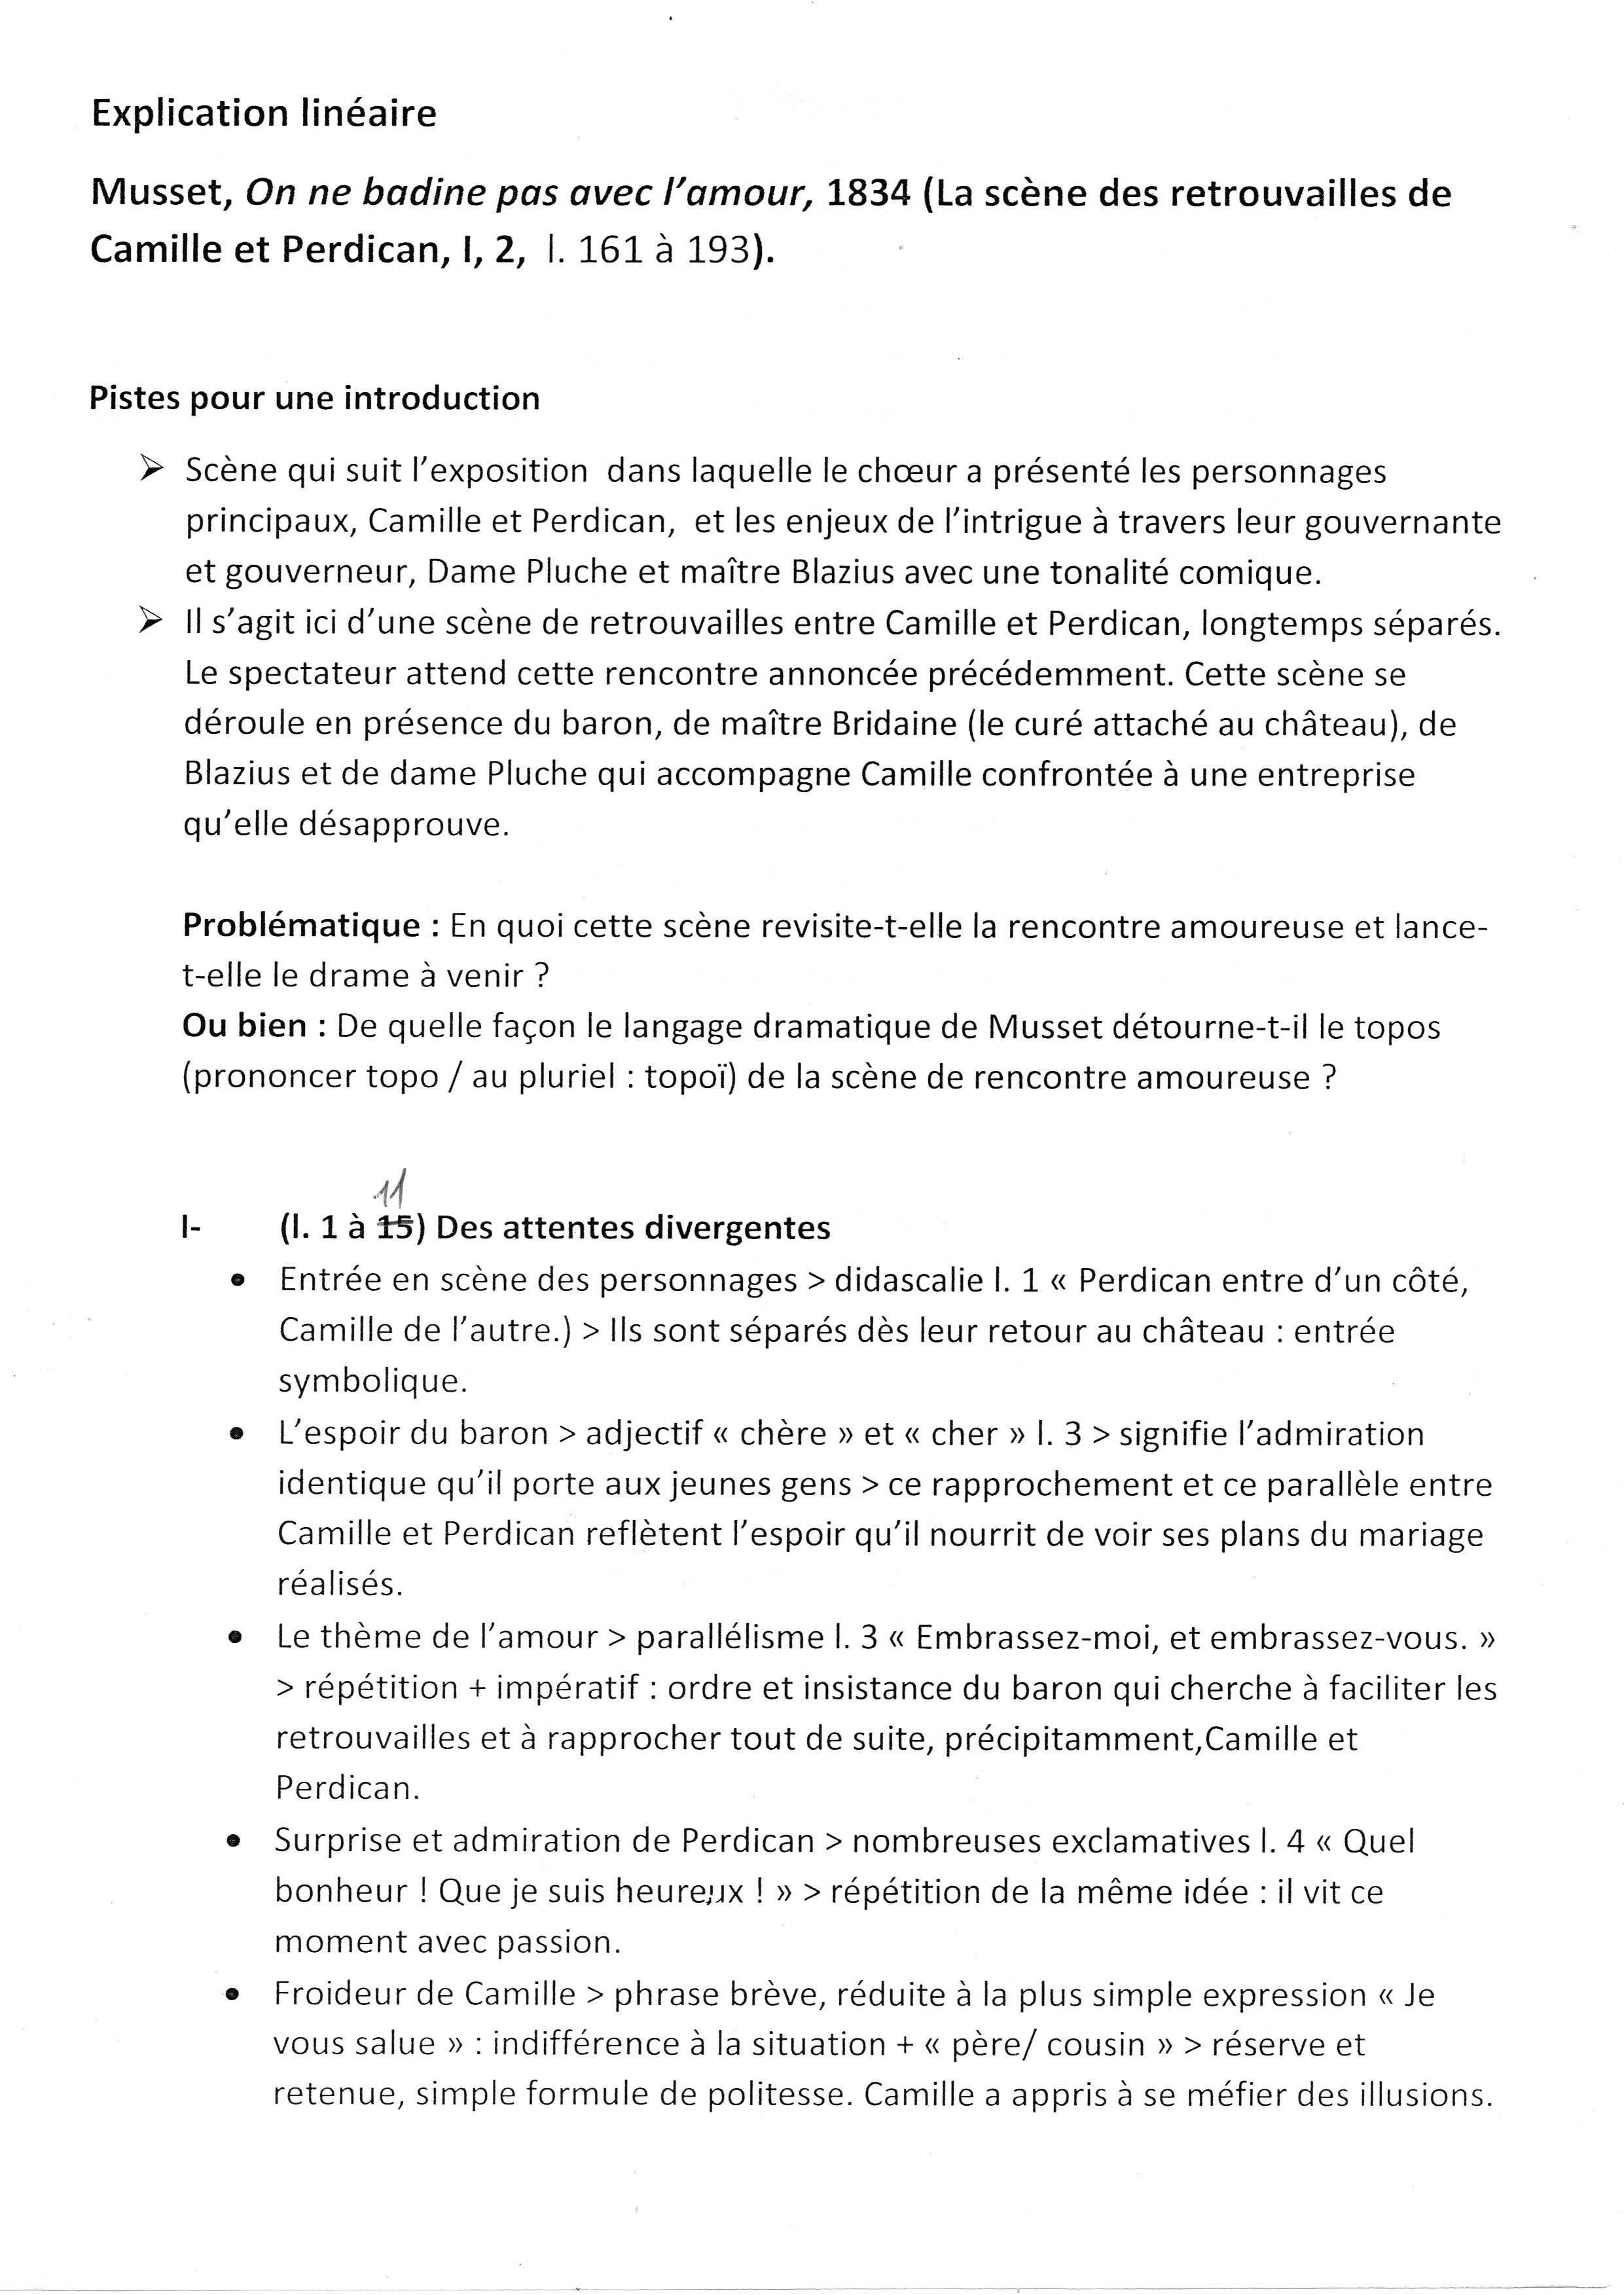 Explication linéaire
Musset, On ne badine pas avec l’amour, 1834 (La scène des retrouvailles de
Camille et Perdican, I, 2, l. 161 à 193).
Pistes pour une introduction
➢ Scène qui suit l’exposition dans laquelle le chœur a présenté les personnages
principaux, Camille et Perdican, et les enjeux de l’intrigue à travers leur gouvernante
et gouverneur, Dame Pluche et maître Blazius avec une tonalité comique.
➢ Il s’agit ici d’une scène de retrouvailles entre Camille et Perdican, longtemps séparés.
Le spectateur attend cette rencontre annoncée précédemment. Cette scène se
déroule en présence du baron, de maître Bridaine (le curé attaché au château), de
Blazius et de dame Pluche qui accompagne Camille confrontée à une entreprise
qu’elle désapprouve.
Problématique : En quoi cette scène revisite-t-elle la rencontre amoureuse et lance-
t-elle le drame à venir ?
Ou bien : De quelle façon le langage dramatique de Musset détourne-t-il le topos
(prononcer topo / au pluriel : topoï) de la scène de rencontre amoureuse ?
11
I- (l. 1 à 15) Des attentes divergentes
• Entrée en scène des personnages > didascalie l. 1 « Perdican entre d’un côté,
Camille de l’autre.) > Ils sont séparés dès leur retour au château : entrée
symbolique.
• L’espoir du baron > adjectif « chère » et « cher » l. 3 > signifie l’admiration
identique qu’il porte aux jeunes gens > ce rapprochement et ce parallèle entre
Camille et Perdican reflètent l’espoir qu’il nourrit de voir ses plans du mariage
réalisés.
• Le thème de l’amour > parallélisme l. 3 « Embrassez-moi, et embrassez-vous. »
> répétition + impératif : ordre et insistance du baron qui cherche à faciliter les
retrouvailles et à rapprocher tout de suite, précipitamment,Camille et
Perdican.
• Surprise et admiration de Perdican > nombreuses exclamatives l. 4 « Quel
bonheur ! Que je suis heureux ! » > répétition de la même idée : il vit ce
moment avec passion.
• Froideur de Camille > phrase brève, réduite à la plus simple expression « Je
vous salue » : indifférence à la situation + « père/ cousin » > réserve et
retenue, simple formule de politesse. Camille a appris à se méfier des illusions.